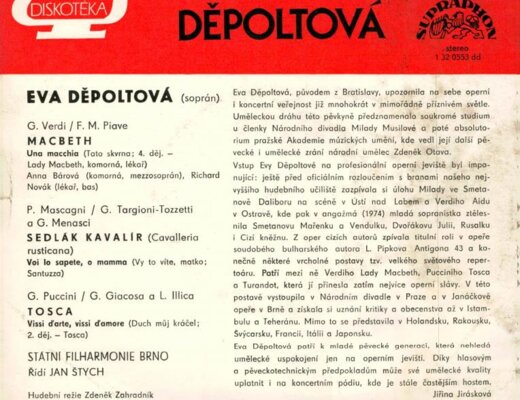 DISKOTÉKA
DĚPOLTOVÁ
SUPRAPHON
stereo
1 32 0553 dd
EVA DĚPOLTOVÁ (soprán)
G. Verdi / F. M. Piave
MACBETH
Una macchia (Tato skvrna; 4. děj. –
Lady Macbeth, komorná, lékař)
Anna Bárová (komorná, mezzosoprán), Richard
Novák (lékař, bas)
P. Mascagni / G. Targioni-Tozzetti
a G. Menasci
SEDLÁK KAVALÍR (Cavalleria
rusticana)
Voi lo sapete, o mamma (Vy to víte, matko;
Santuzza)
G. Puccini / G. Giacosa a L. Illica
TOSCA
Vissi d'arte, vissi d'amore (Duch můj kráčel;
2. děj. – Tosca)
STÁTNÍ FILHARMONIE BRNO
Řídí JAN ŠTYCH
Hudební režie Zdeněk Zahradník
Eva Děpoltová, původem z Bratislavy, upozornila na sebe operní
i koncertní veřejnost již mnohokrát v mimořádně příznivém světle.
Uměleckou dráhu této pěvkyně předznamenalo soukromé studium
u členky Národního divadla Milady Musilové a poté absoluto-
rium pražské Akademie múzických umění, kde vedl její další pě-
vecké i umělecké zrání národní umělec Zdeněk Otava.
Vstup Evy Děpoltové na profesionální operní jeviště byl impo-
nující: ještě před oficiálním rozloučením s branami našeho nej-
vyššího hudebního učiliště zazpívala si úlohu Milady ve Smeta-
nově Daliboru na scéně v Ústí nad Labem a Verdiho Aidu
v Ostravě, kde pak v angažmá (1974) mladá sopranistka ztěles-
nila Smetanovu Mařenku a Vendulku, Dvořákovu Julii, Rusalku
i Cizí kněžnu. Z oper cizích autorů zpívala titulní roli v opeře
soudobého bulharského autora L. Pipkova Antigona 43 a ko-
nečně některé vrcholné postavy tzv. velkého světového reper-
toáru. Patří mezi ně Verdiho Lady Macbeth, Pucciniho Tosca
a Turandot, která jí přinesla zatím nejvíce operní slávy. V této
postavě vystoupila v Národním divadle v Praze a v Janáčkově
opeře v Brně a získala si uznání kritiky a obecenstva až v Istam-
bulu a Teheránu. Mimo to se představila v Holandsku, Rakousku,
Švýcarsku, Francii, Itálii a Japonsku.
Eva Děpoltová patří k mladé pěvecké generaci, která nehledá
umělecké uspokojení jen na operním jevišti. Díky hlasovým
a pěveckotechnickým předpokladům může své umělecké kvality
uplatnit i na koncertním pódiu, kde je stále častějším hostem.
Jiřina Jirásková